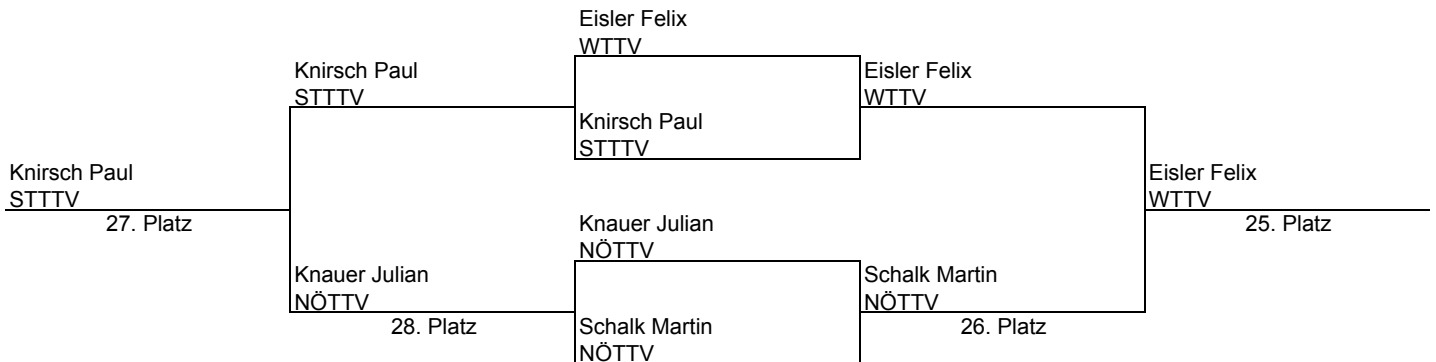 Eisler Felix
WTTV
Knirsch Paul
STTTV
Eisler Felix
WTTV
Knirsch Paul
STTTV
Knirsch Paul
STTTV
27. Platz
Eisler Felix
WTTV
25. Platz
Knauer Julian
NÖTTV
Knauer Julian
NÖTTV
28. Platz
Schalk Martin
NÖTTV
26. Platz
Schalk Martin
NÖTTV